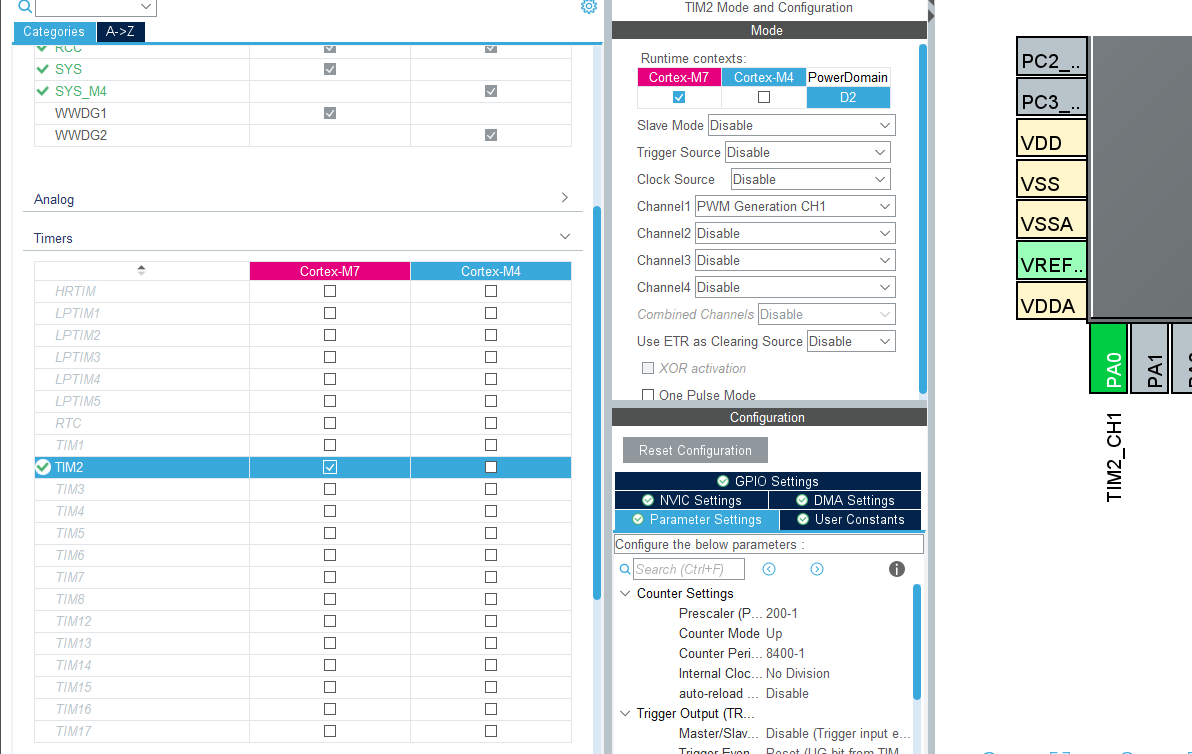 Categories A->Z
RCC
SYS
SYS_M4
WWDG1
WWDG2
Analog
Timers
Cortex-M7 Cortex-M4
HRTIM
LPTIM1
LPTIM2
LPTIM3
LPTIM4
LPTIM5
RTC
TIM1
TIM2
TIM3
TIM4
TIM5
TIM6
TIM7
TIM8
TIM12
TIM13
TIM14
TIM15
TIM16
TIM17
TIM2 Mode and Configuration
Mode
Runtime contexts:
Cortex-M7 Cortex-M4 PowerDomain
D2
Slave Mode Disable
Trigger Source Disable
Clock Source Disable
Channel1 PWM Generation CH1
Channel2 Disable
Channel3 Disable
Channel4 Disable
Combined Channels Disable
Use ETR as Clearing Source Disable
XOR activation
One Pulse Mode
Configuration
Reset Configuration
GPIO Settings
NVIC Settings DMA Settings
Parameter Settings User Constants
Configure the below parameters :
Search (Ctrl+F)
Counter Settings
Prescaler (P... 200-1
Counter Mode Up
Counter Peri... 8400-1
Internal Cloc... No Division
auto-reload ... Disable
Trigger Output (TR...
Master/Slav... Disable (Trigger input e...
Trigger Even... Reset (UG bit from TIM...
PC2_..
PC3_..
VDD
VSS
VSSA
VREF..
VDDA
PA0
PA1
TIM2_CH1